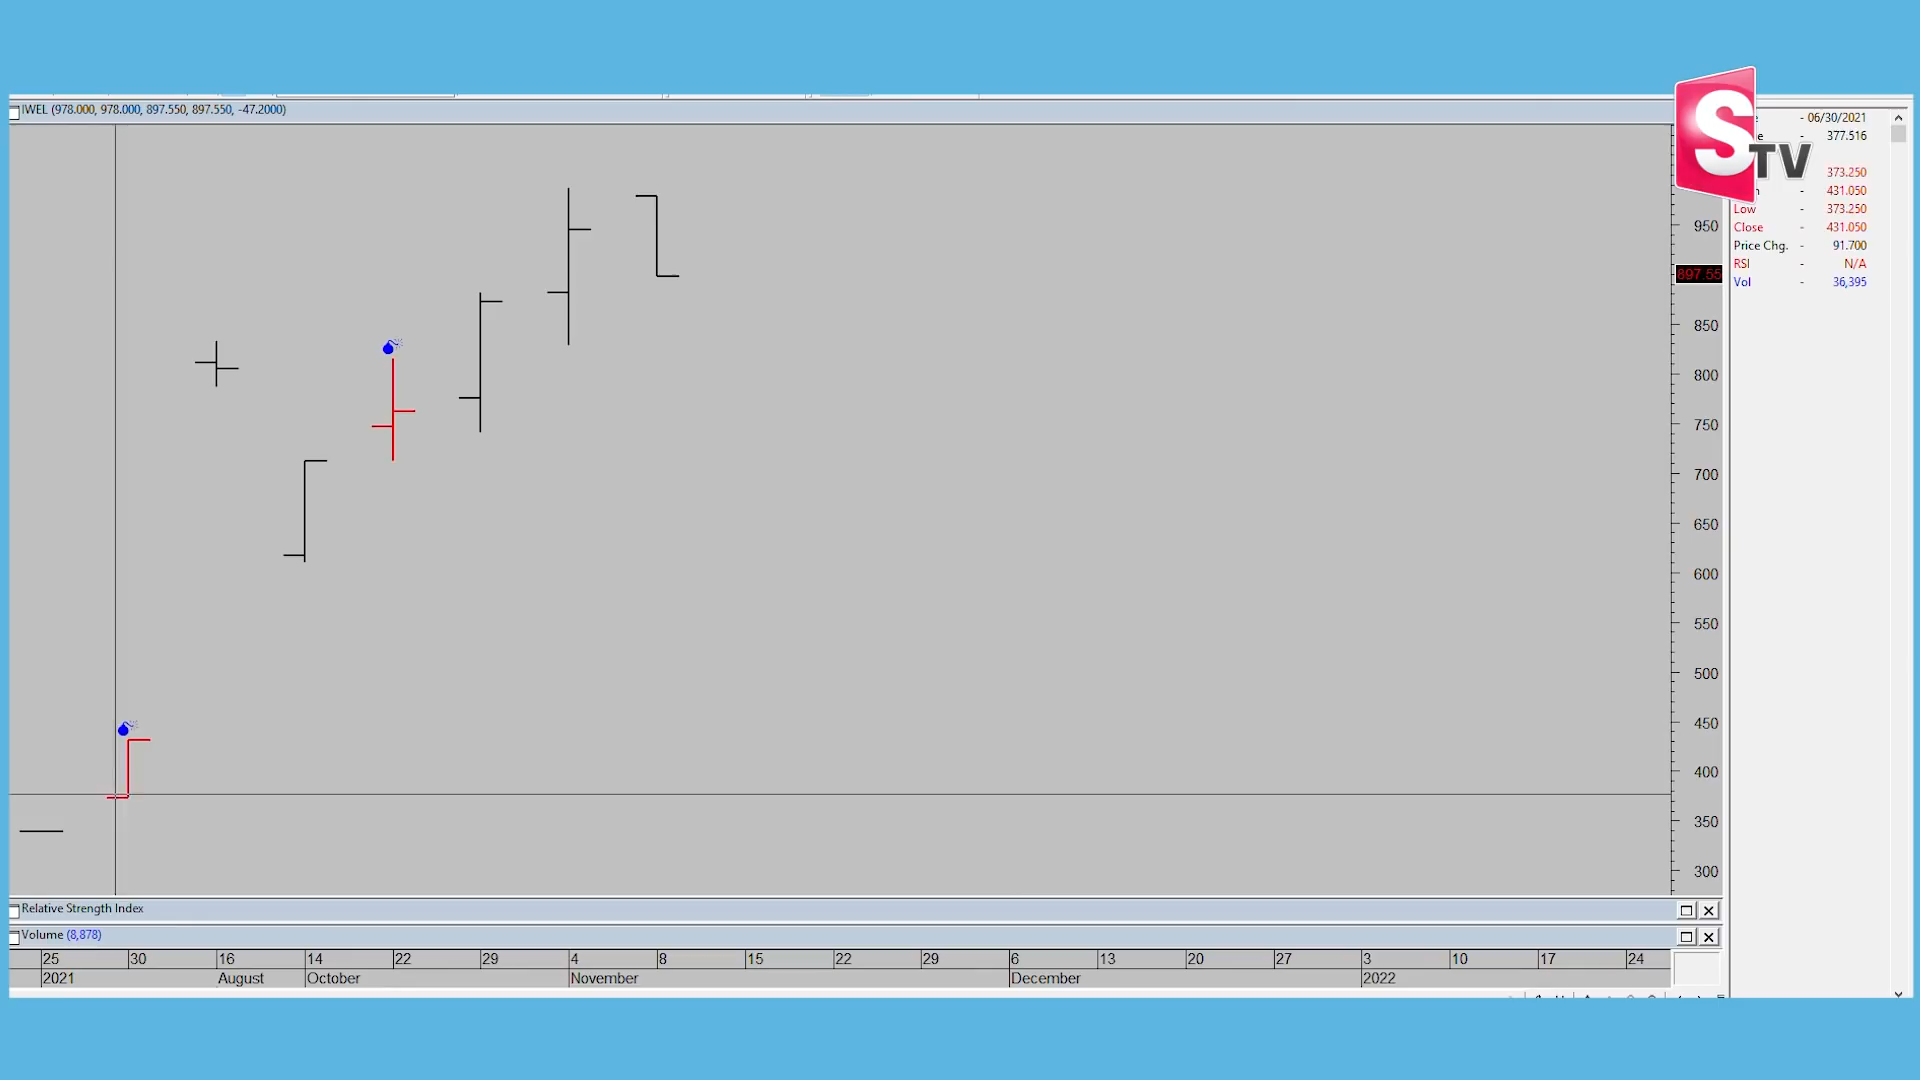 IWEL (978.000, 978.000, 897.550, 897.550, -47.2000)
STV
- 06/30/2021
- 377.516
373.250
- 431.050
Low - 373.250
Close - 431.050
Price Chg. - 91.700
RSI - N/A
Vol - 36,395
950
897.55
850
800
750
700
650
600
550
500
450
400
350
300
Relative Strength Index
Volume (8,878)
25 30 16 14 22 29 4 8 15 22 29 6 13 20 27 3 10 17 24
2021 August October November December 2022